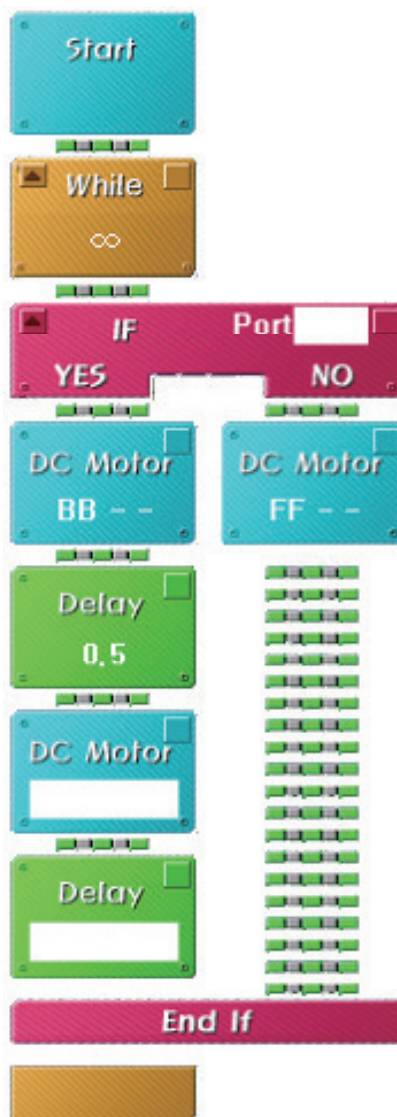 Start
While
∞
IF Port
YES NO
DC Motor DC Motor
BB - - FF - -
Delay
0.5
DC Motor
Delay
End If